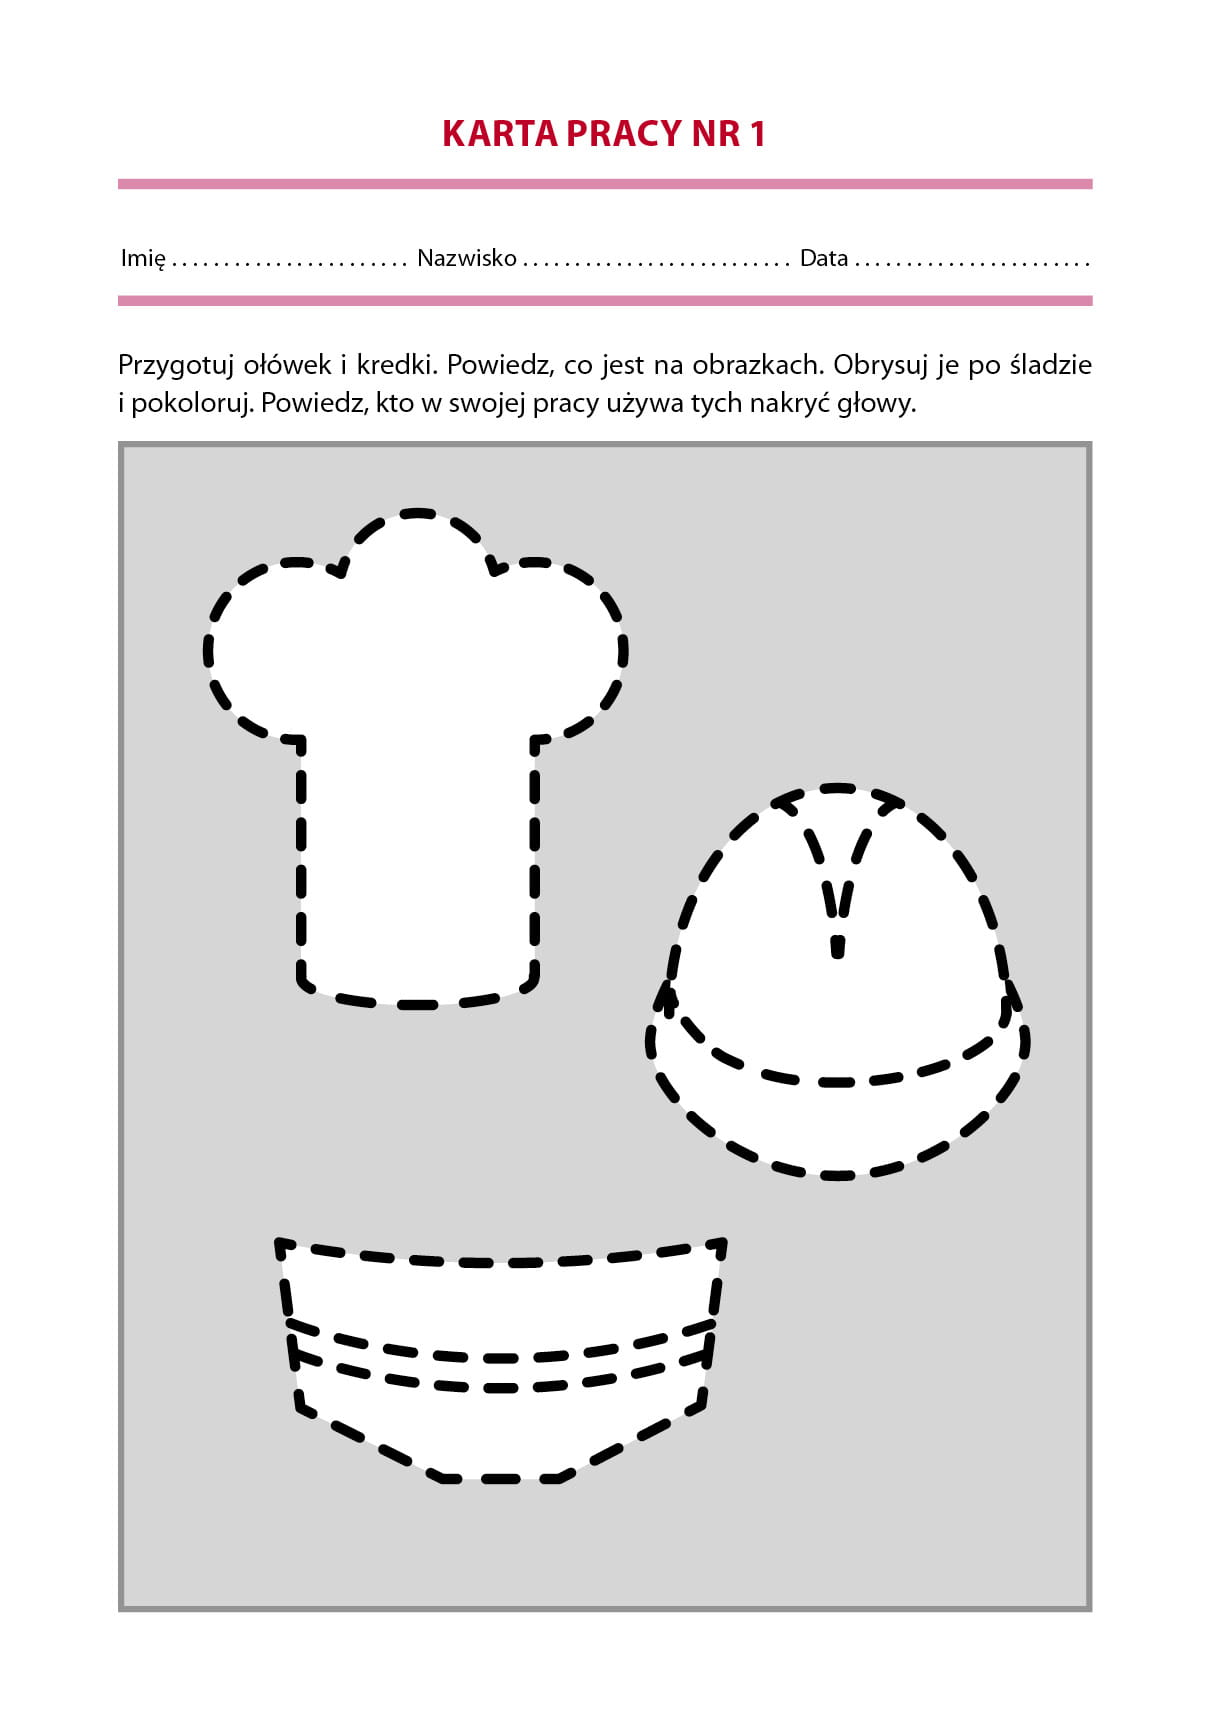 KARTA PRACY NR 1
Imię ....................... Nazwisko .......................... Data .......................
Przygotuj ołówek i kredki. Powiedz, co jest na obrazkach. Obrysuj je po śladzie
i pokoloruj. Powiedz, kto w swojej pracy używa tych nakryć głowy.